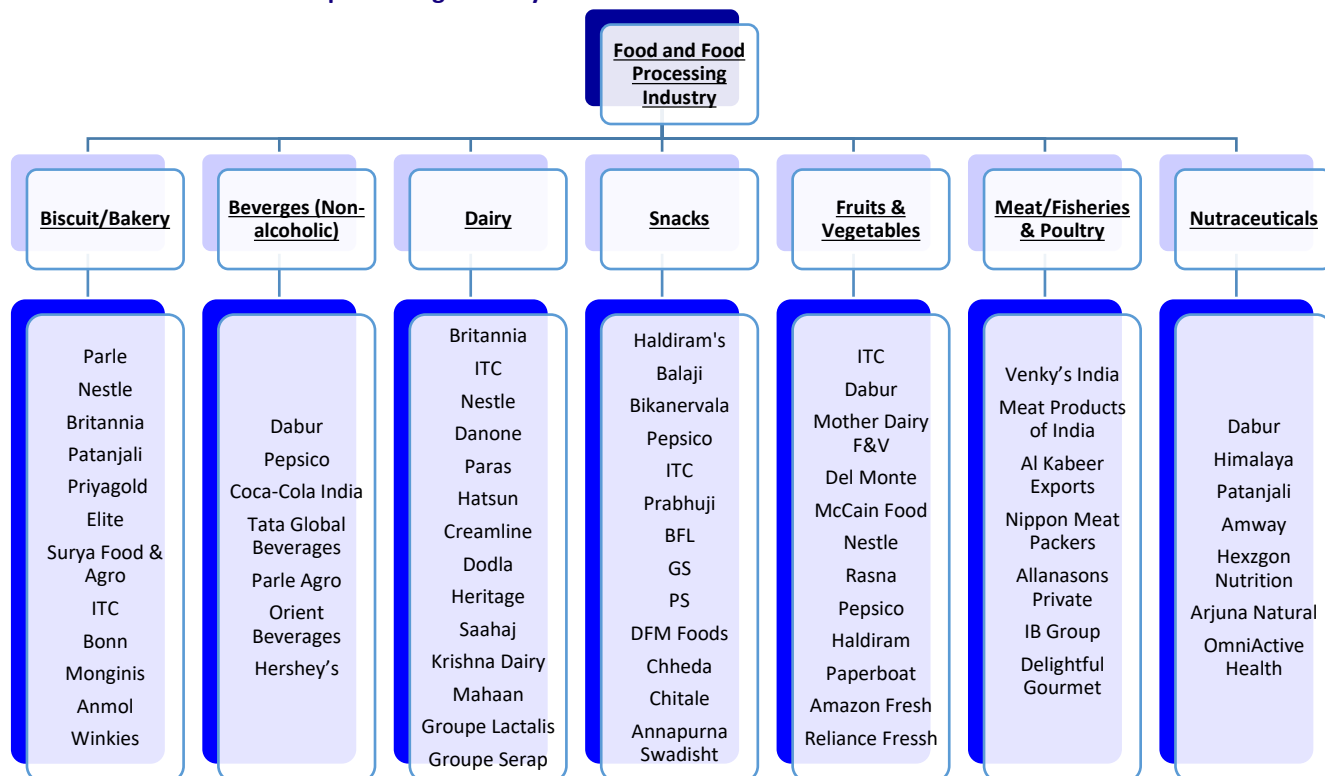 Food and Food
Processing
Industry
Biscuit/Bakery
Beverges (Non-
alcoholic)
Dairy
Snacks
Fruits &
Vegetables
Meat/Fisheries
& Poultry
Nutraceuticals
Parle
Nestle
Britannia
Patanjali
Priyagold
Elite
Surya Food &
Agro
ITC
Bonn
Monginis
Anmol
Winkies
Dabur
Pepsico
Coca-Cola India
Tata Global
Beverages
Parle Agro
Orient
Beverages
Hershey’s
Britannia
ITC
Nestle
Danone
Paras
Hatsun
Creamline
Dodla
Heritage
Saahaj
Krishna Dairy
Mahaan
Groupe Lactalis
Groupe Serap
Haldiram's
Balaji
Bikanervala
Pepsico
ITC
Prabhuji
BFL
GS
PS
DFM Foods
Chheda
Chitale
Annapurna
Swadisht
ITC
Dabur
Mother Dairy
F&V
Del Monte
McCain Food
Nestle
Rasna
Pepsico
Haldiram
Paperboat
Amazon Fresh
Reliance Fressh
Venky’s India
Meat Products
of India
Al Kabeer
Exports
Nippon Meat
Packers
Allanasons
Private
IB Group
Delightful
Gourmet
Dabur
Himalaya
Patanjali
Amway
Hexzgon
Nutrition
Arjuna Natural
OmniActive
Health